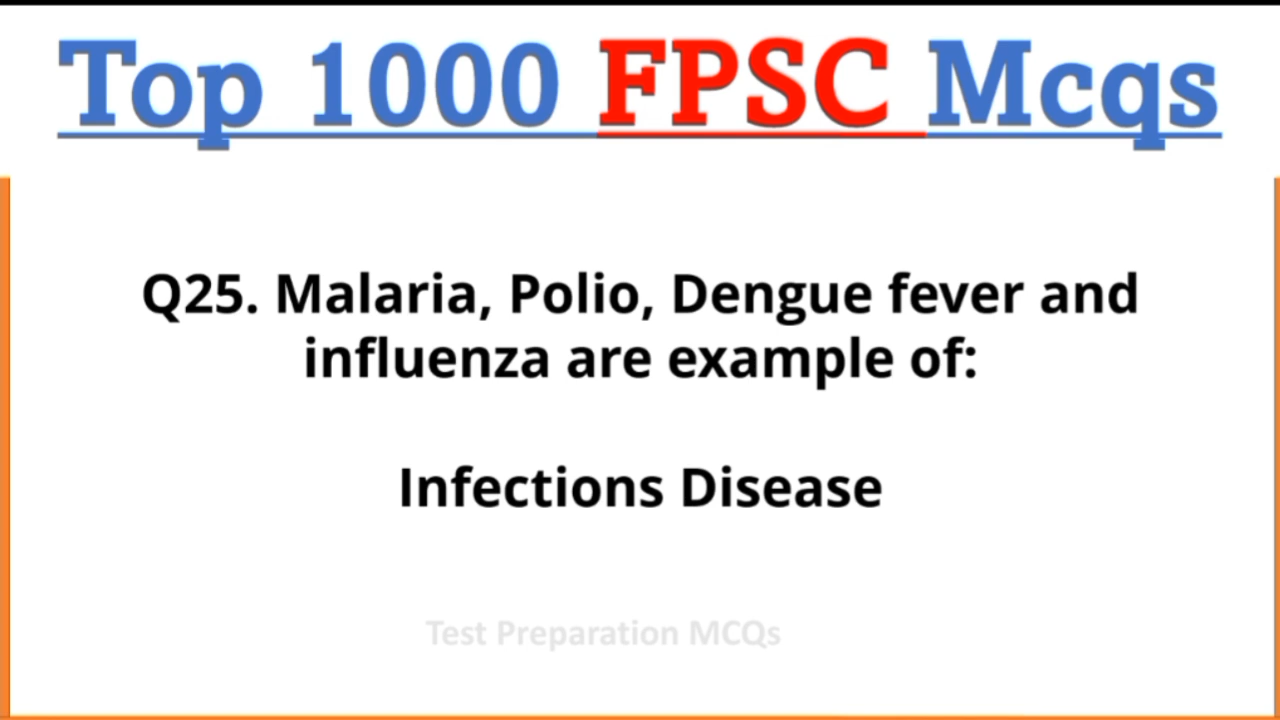 Top 1000 FPSC Mcqs
Q25. Malaria, Polio, Dengue fever and
influenza are example of:
Infections Disease
Test Preparation MCQs